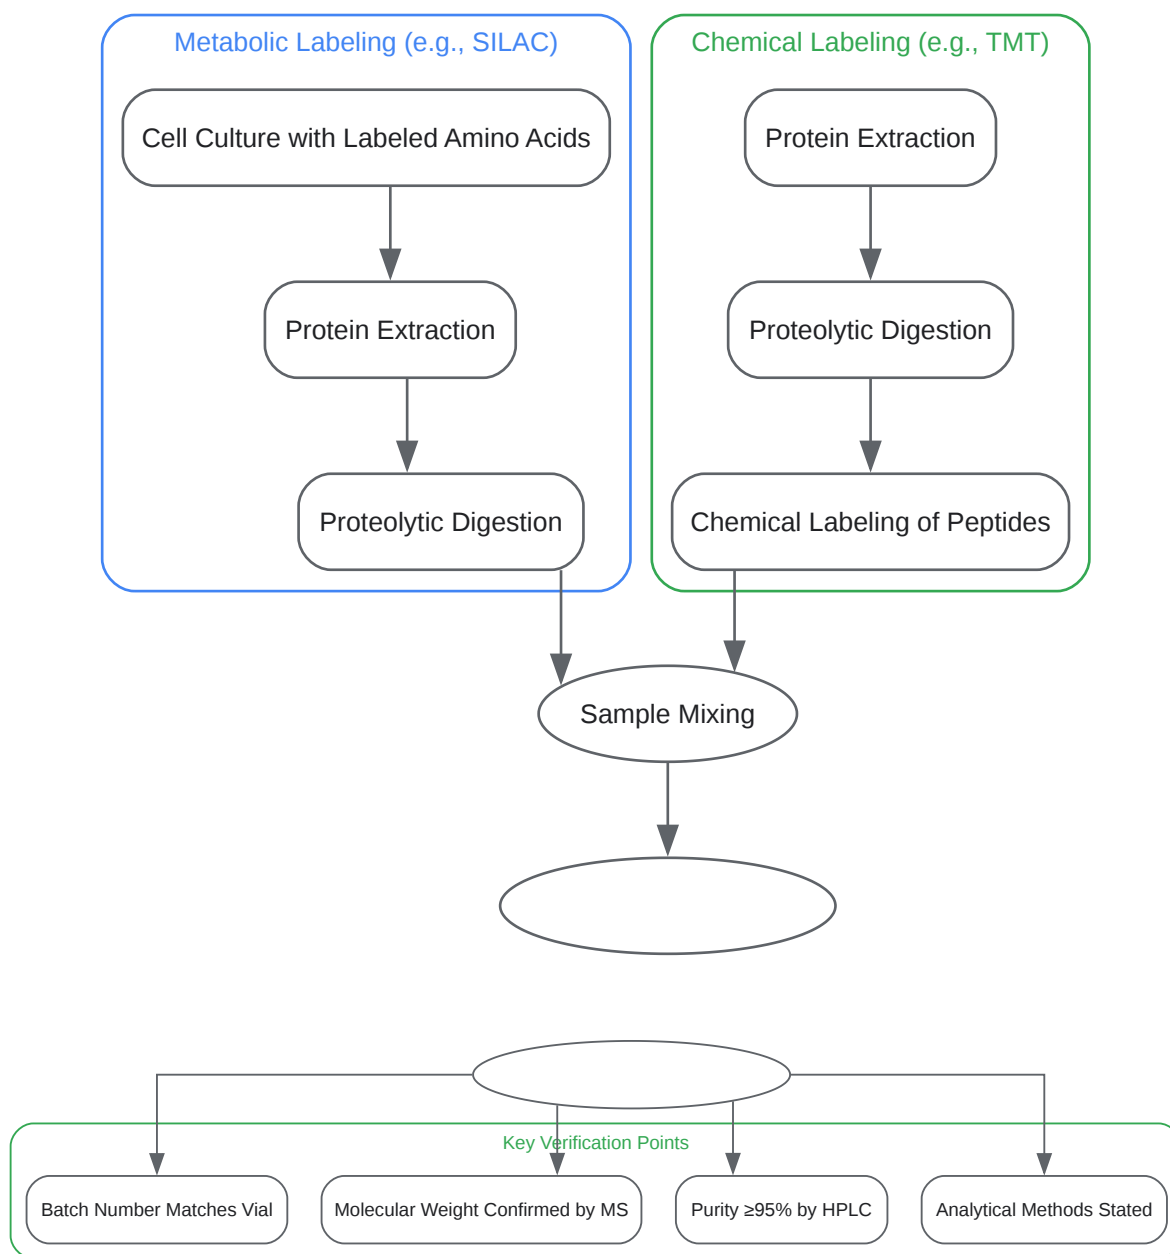 Metabolic Labeling (e.g., SILAC)
Cell Culture with Labeled Amino Acids
Protein Extraction
Proteolytic Digestion
Chemical Labeling (e.g., TMT)
Protein Extraction
Proteolytic Digestion
Chemical Labeling of Peptides
Sample Mixing
Key Verification Points
Batch Number Matches Vial
Molecular Weight Confirmed by MS
Purity ≥95% by HPLC
Analytical Methods Stated